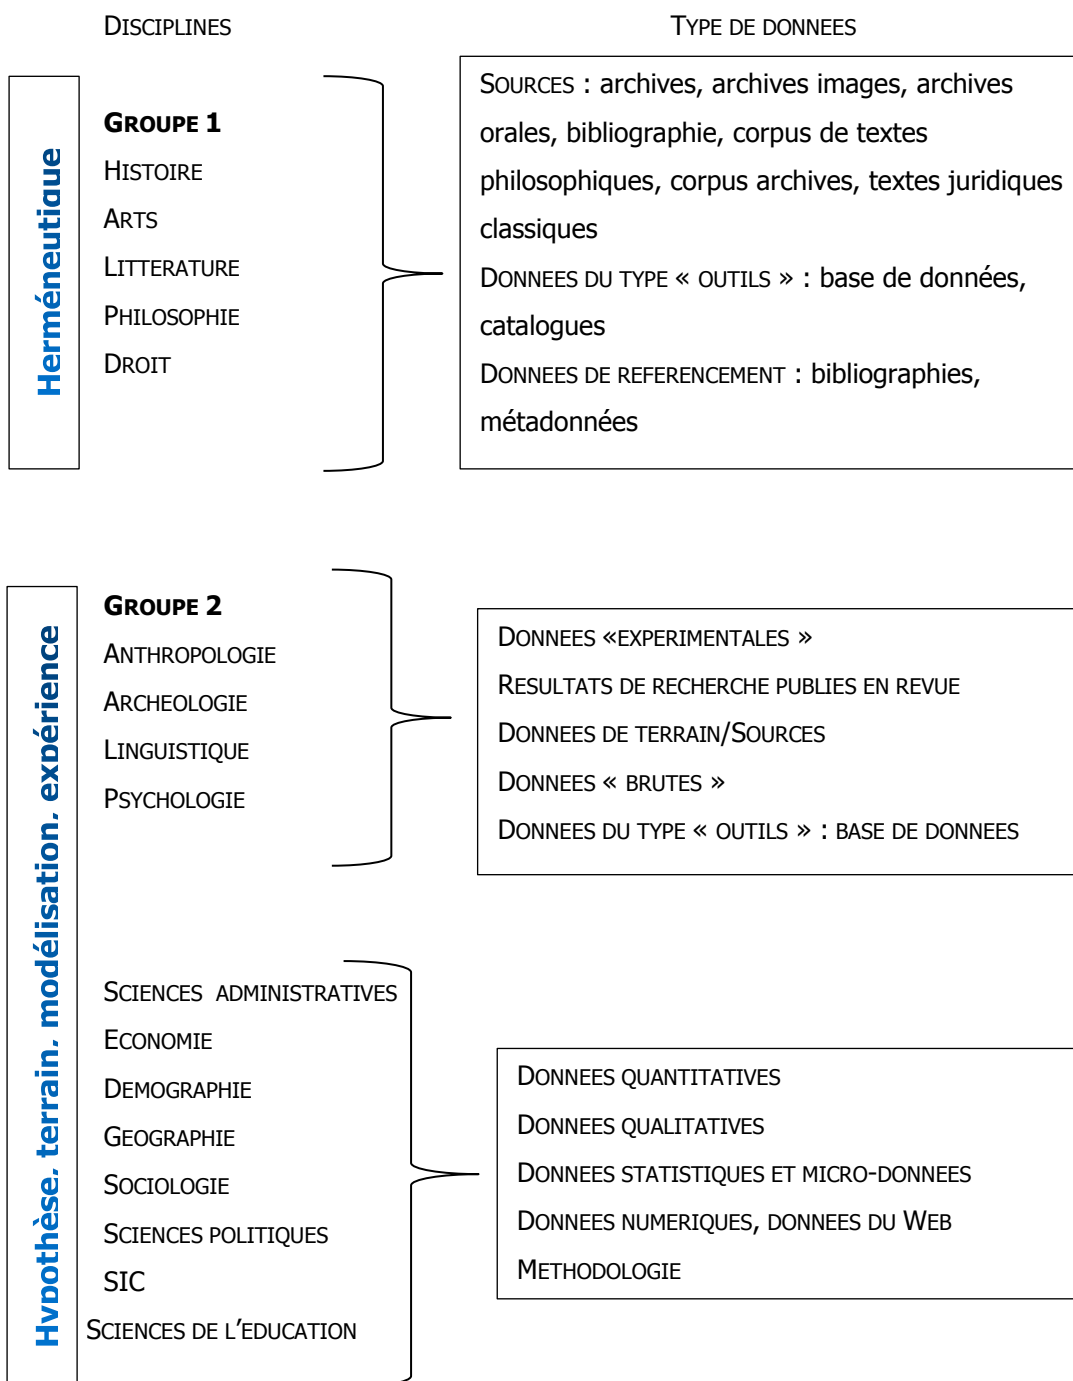 DISCIPLINES
TYPE DE DONNEES
Herméneutique
GROUPE 1
HISTOIRE
ARTS
LITTERATURE
PHILOSOPHIE
DROIT
SOURCES : archives, archives images, archives
orales, bibliographie, corpus de textes
philosophiques, corpus archives, textes juridiques
classiques
DONNEES DU TYPE « OUTILS » : base de données,
catalogues
DONNEES DE REFERENCEMENT : bibliographies,
métadonnées
Hypothèse, terrain, modélisation, expérience
GROUPE 2
ANTHROPOLOGIE
ARCHEOLOGIE
LINGUISTIQUE
PSYCHOLOGIE
DONNEES «EXPERIMENTALES »
RESULTATS DE RECHERCHE PUBLIES EN REVUE
DONNEES DE TERRAIN/SOURCES
DONNEES « BRUTES »
DONNEES DU TYPE « OUTILS » : BASE DE DONNEES
SCIENCES ADMINISTRATIVES
ECONOMIE
DEMOGRAPHIE
GEOGRAPHIE
SOCIOLOGIE
SCIENCES POLITIQUES
SIC
SCIENCES DE L'EDUCATION
DONNEES QUANTITATIVES
DONNEES QUALITATIVES
DONNEES STATISTIQUES ET MICRO-DONNEES
DONNEES NUMERIQUES, DONNEES DU WEB
METHODOLOGIE